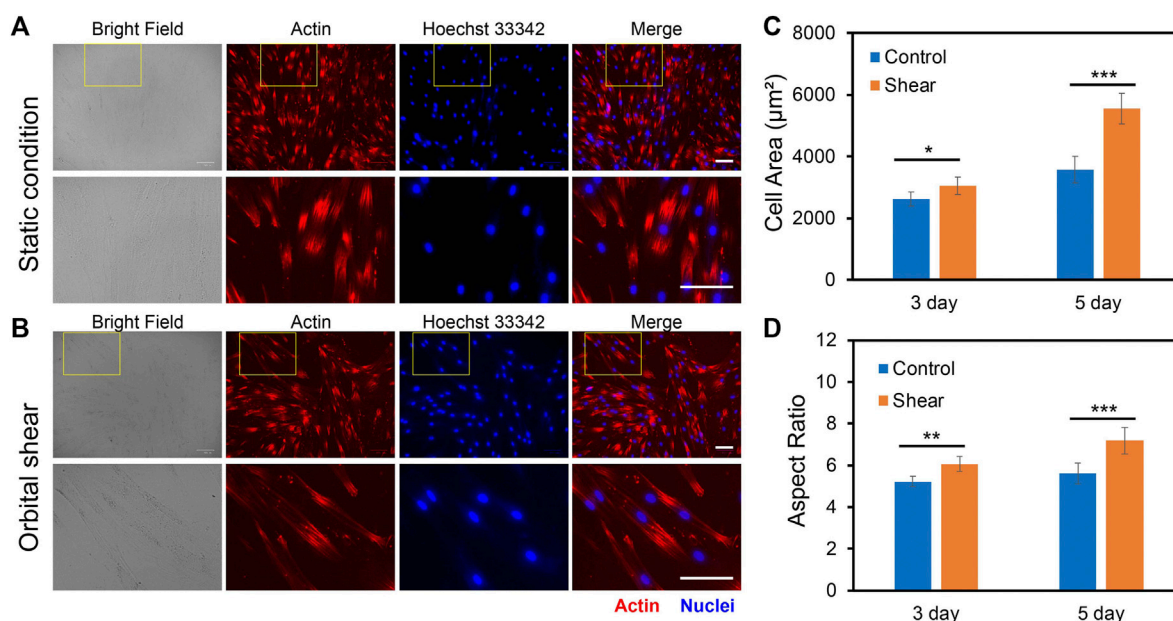 A
Bright Field
Actin
Hoechst 33342
Merge
Static condition
B
Bright Field
Actin
Hoechst 33342
Merge
Orbital shear
Actin
Nuclei
C
Cell Area (µm²)
8000
6000
4000
2000
0
Control
Shear
*
***
3 day
5 day
D
Aspect Ratio
12
10
8
6
4
2
0
Control
Shear
**
***
3 day
5 day